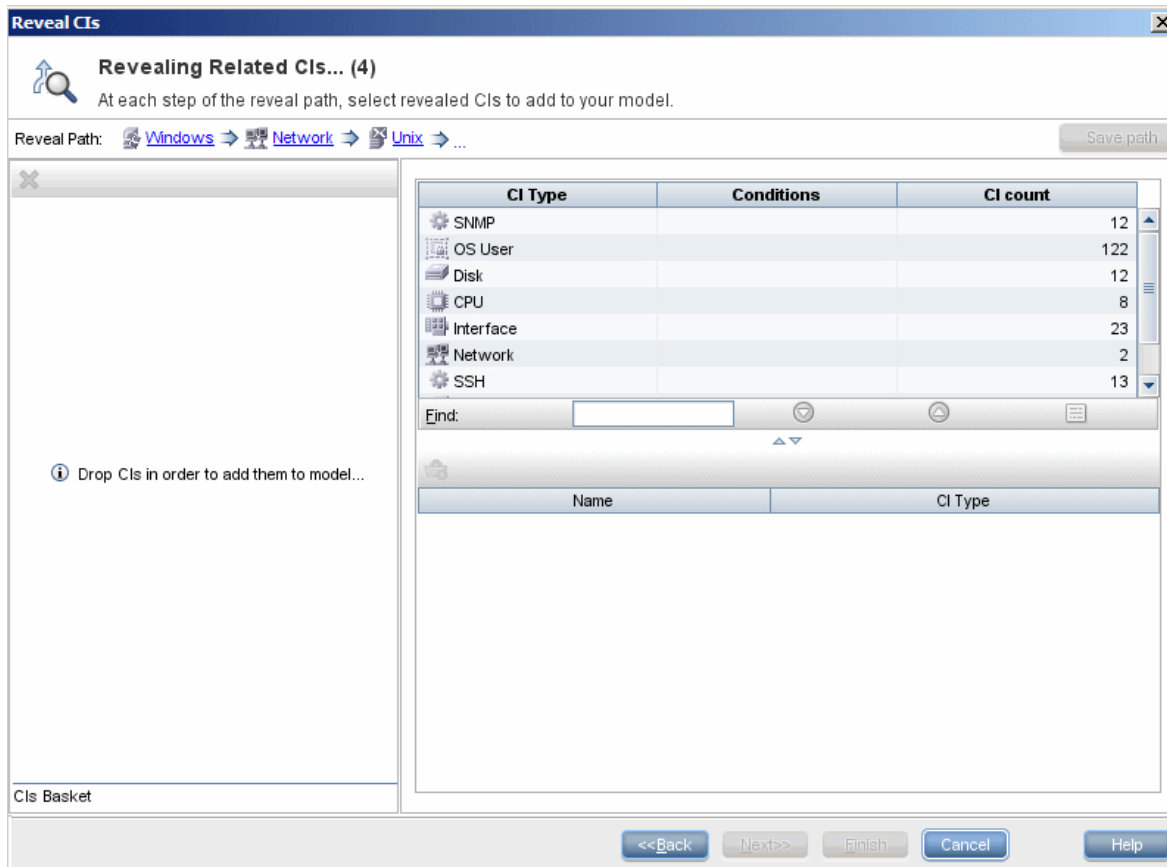 Reveal CIs
Revealing Related CIs... (4)
At each step of the reveal path, select revealed CIs to add to your model.
Reveal Path: Windows Network Unix ... Save path
CI Type Conditions CI count
SNMP 12
OS User 122
Disk 12
CPU 8
Interface 23
Network 2
SSH 13
Find:
Drop CIs in order to add them to model...
Name CI Type
CIs Basket
<<Back Next>> Finish Cancel Help